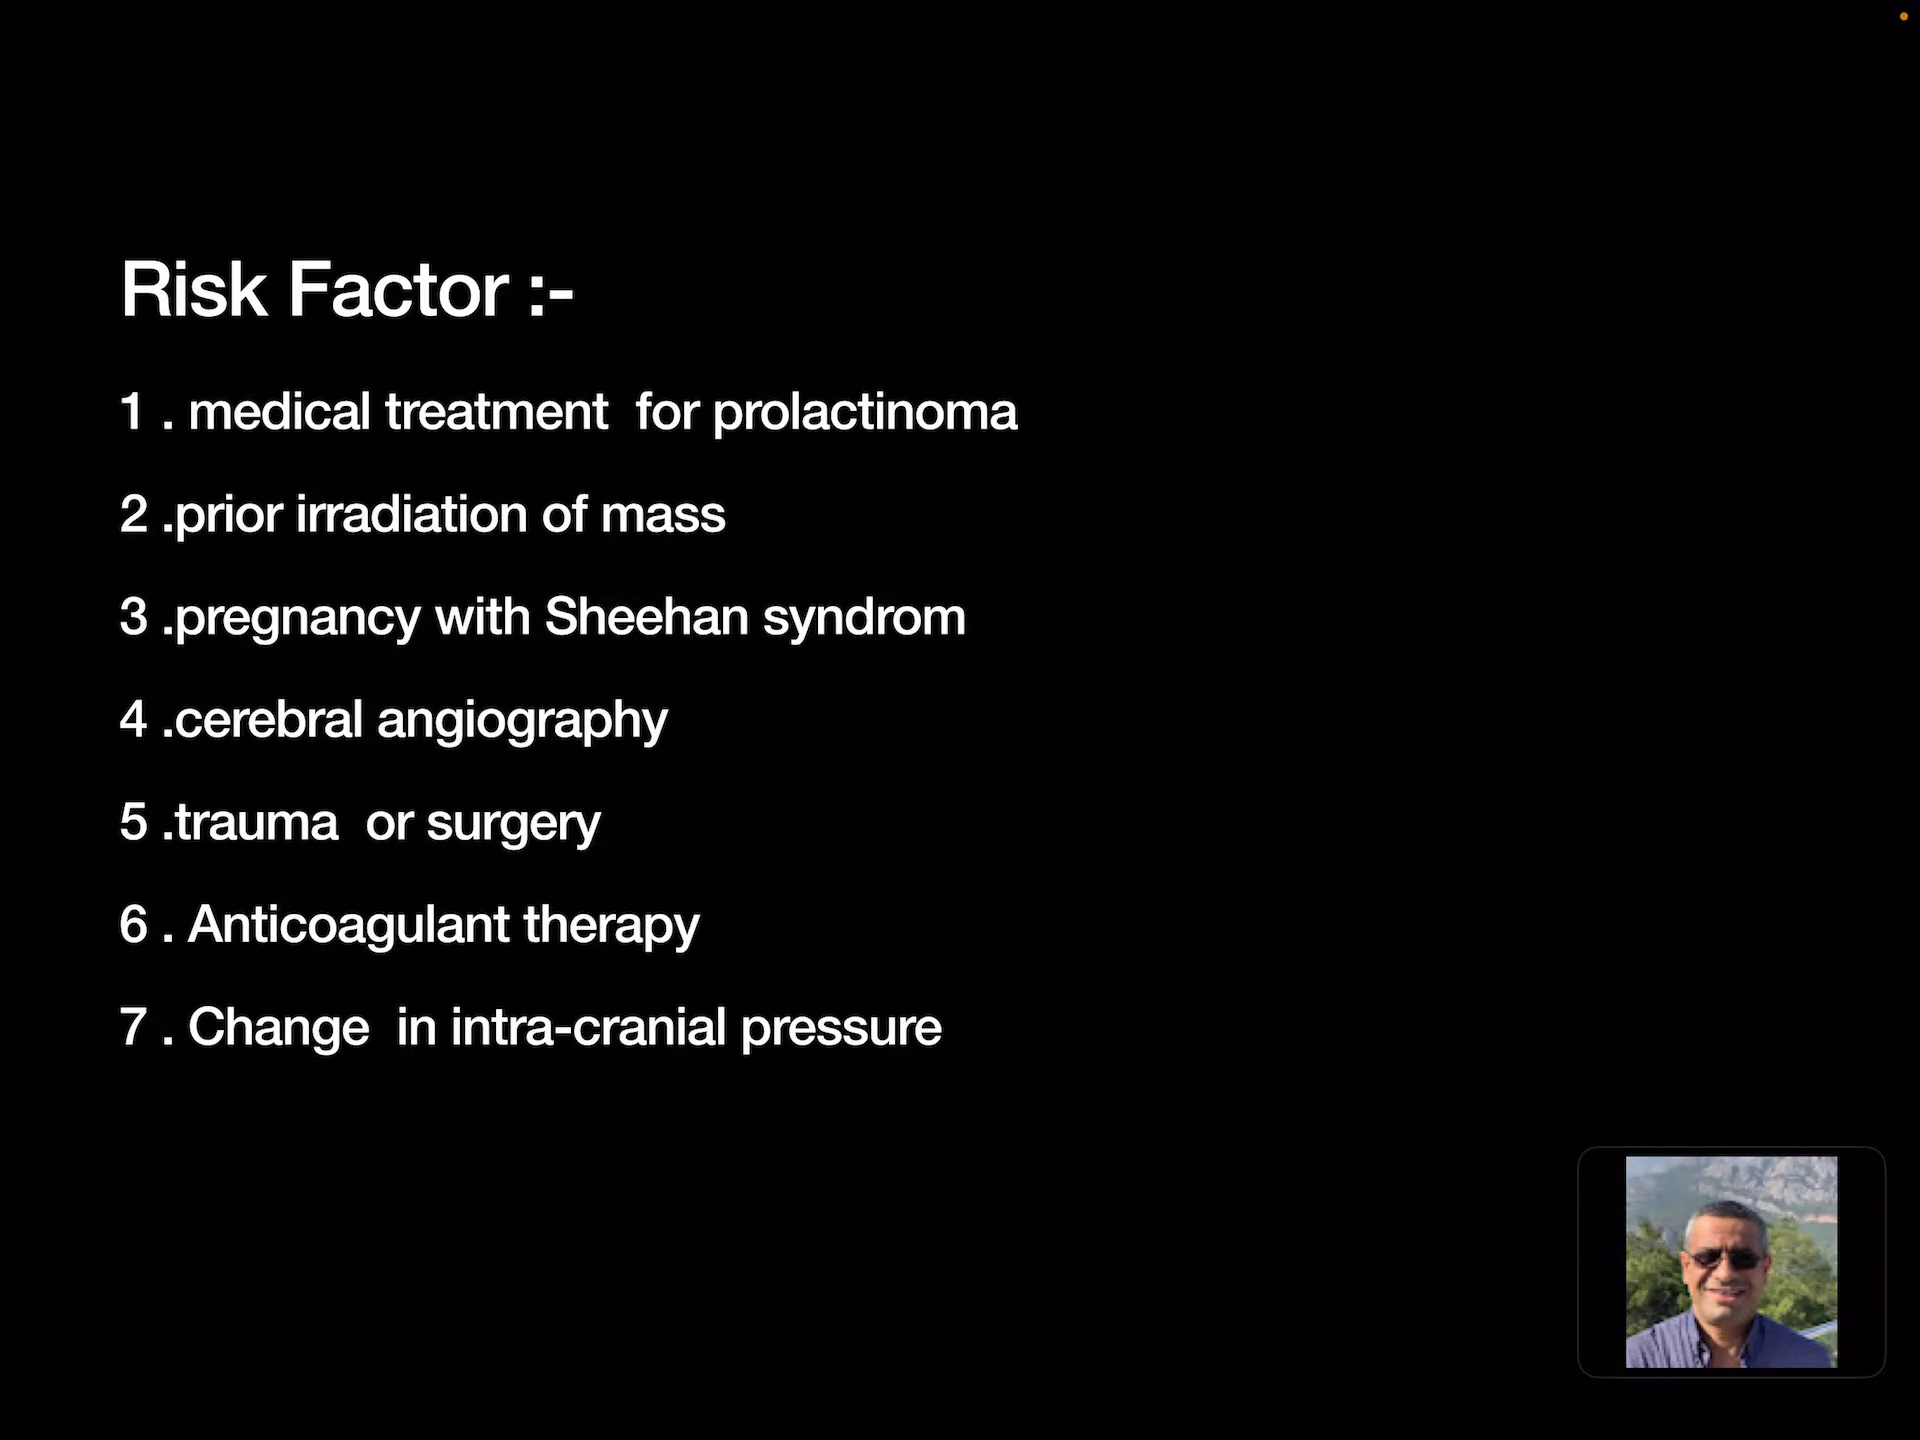 Risk Factor :-
1 . medical treatment  for prolactinoma
2 .prior irradiation of mass
3 .pregnancy with Sheehan syndrom
4 .cerebral angiography
5 .trauma  or surgery
6 . Anticoagulant therapy
7 . Change  in intra-cranial pressure